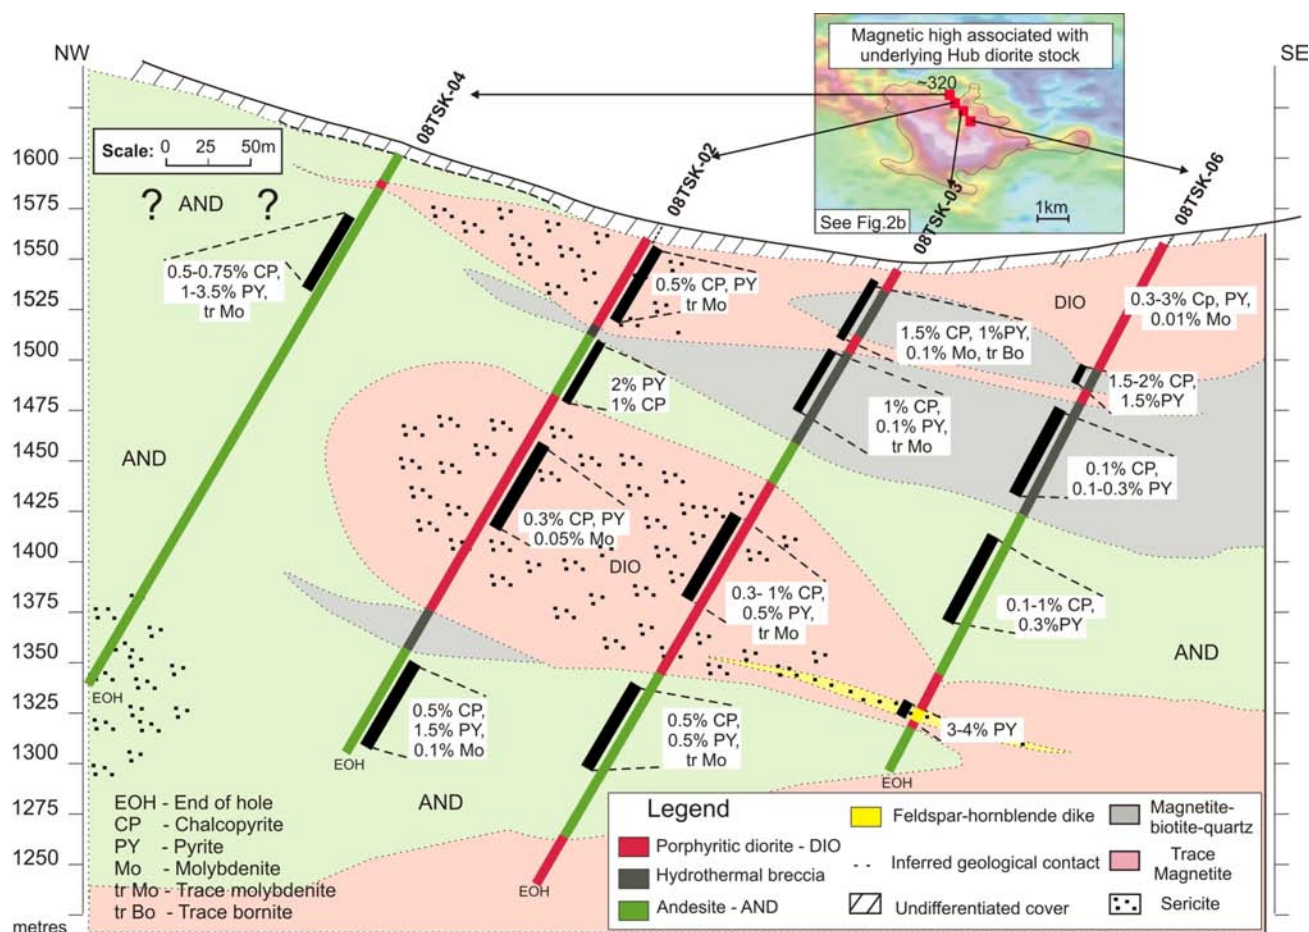 NW
SE
Magnetic high associated with
underlying Hub diorite stock
~320
See Fig.2b
1km
08TSK-04
08TSK-02
08TSK-03
08TSK-06
Scale: 0 25 50m
1600
1575
1550
1525
1500
1475
1450
1425
1400
1375
1350
1325
1300
1275
1250
metres
? AND ?
0.5-0.75% CP,
1-3.5% PY,
tr Mo
0.5% CP, PY
tr Mo
DIO
0.3-3% Cp, PY,
0.01% Mo
1.5% CP, 1%PY,
0.1% Mo, tr Bo
2% PY
1% CP
1.5-2% CP,
1.5%PY
1% CP,
0.1% PY,
tr Mo
AND
0.1% CP,
0.1-0.3% PY
0.3% CP, PY
0.05% Mo
DIO
0.3- 1% CP,
0.5% PY,
tr Mo
0.1-1% CP,
0.3%PY
AND
EOH
0.5% CP,
1.5% PY,
0.1% Mo
0.5% CP,
0.5% PY,
tr Mo
3-4% PY
EOH
EOH
AND
EOH
EOH - End of hole
CP - Chalcopyrite
PY - Pyrite
Mo - Molybdenite
tr Mo - Trace molybdenite
tr Bo - Trace bornite
Legend
Porphyritic diorite - DIO
Hydrothermal breccia
Andesite - AND
Feldspar-hornblende dike
Inferred geological contact
Undifferentiated cover
Magnetite-
biotite-quartz
Trace
Magnetite
Sericite